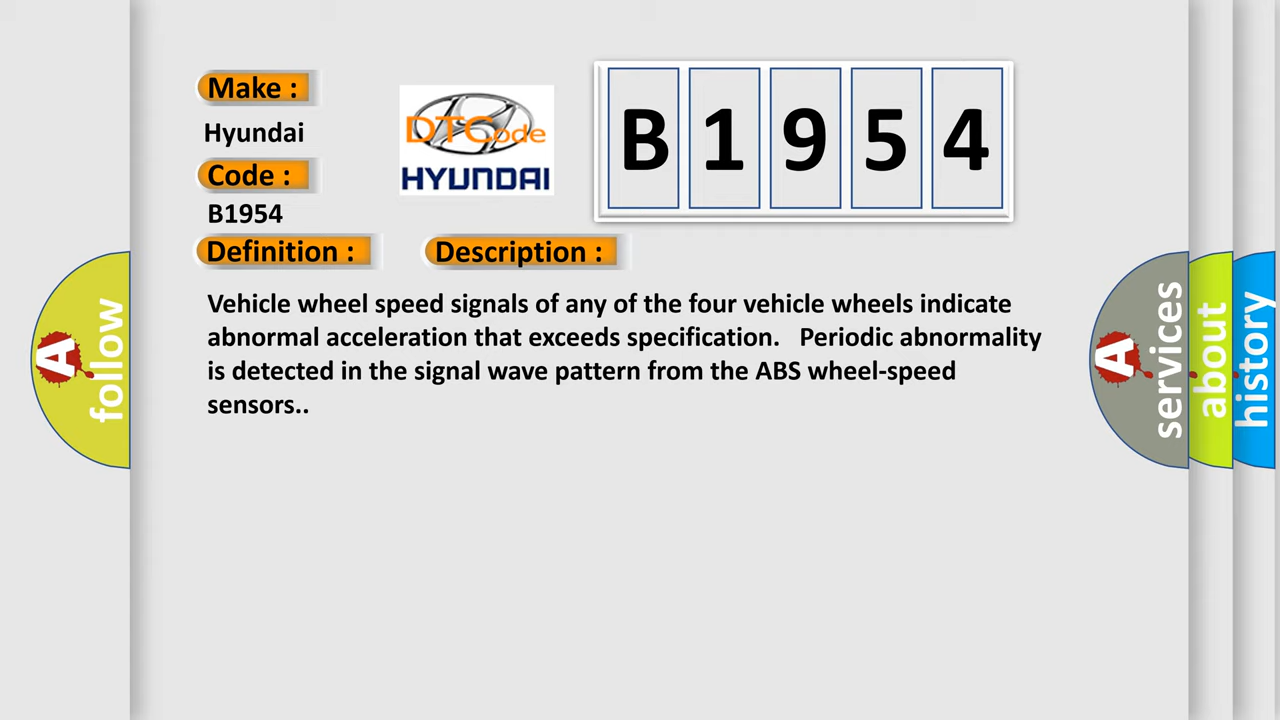 Make :
Hyundai
Code :
B1954
Definition :
Description :
DTCode
HYUNDAI
B 1 9 5 4
Vehicle wheel speed signals of any of the four vehicle wheels indicate
abnormal acceleration that exceeds specification.   Periodic abnormality
is detected in the signal wave pattern from the ABS wheel-speed
sensors..
A
follow
A
services
about
history